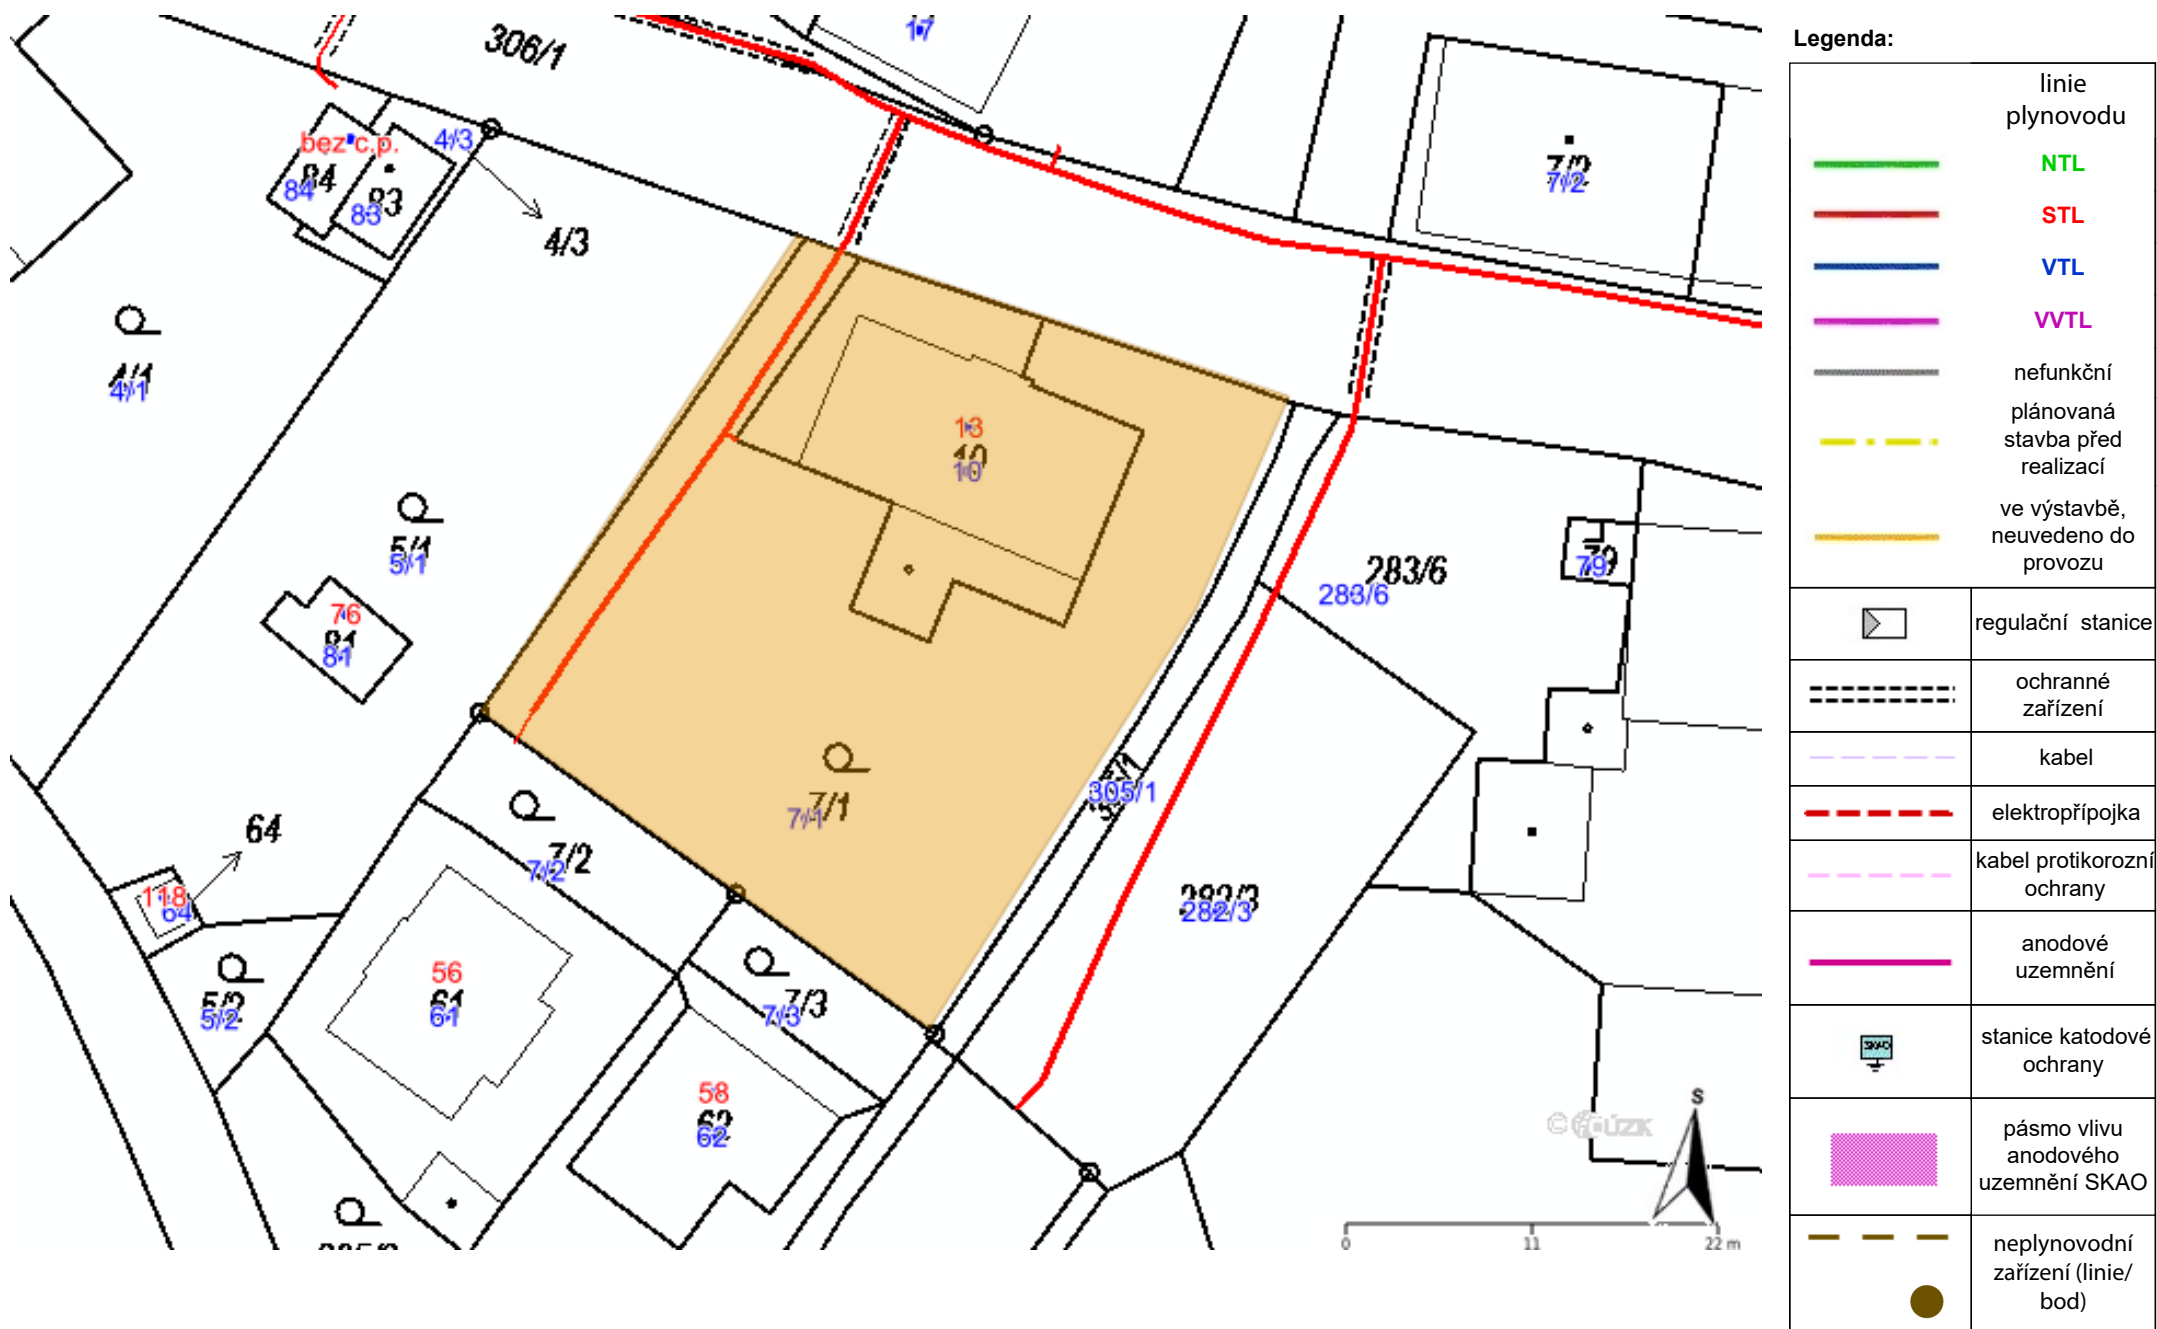 306/1
17
bez c.p.
4/3
84
84
83
83
4/3
7/2
7/2
4/1
4/1
13
10
10
5/1
5/1
283/6
283/6
79
79
76
81
81
305/1
7/1
7/1
64
7/2
7/2
118
64
282/3
282/3
5/2
5/2
56
61
61
7/3
7/3
58
62
62
S
0
11
22 m
Legenda:
linie
plynovodu
NTL
STL
VTL
VVTL
nefunkční
plánovaná
stavba před
realizací
ve výstavbě,
neuvedeno do
provozu
regulační stanice
ochranné
zařízení
kabel
elektropřípojka
kabel protikorozní
ochrany
anodové
uzemnění
SKAO
stanice katodové
ochrany
pásmo vlivu
anodového
uzemnění SKAO
neplynovodní
zařízení (linie/
bod)